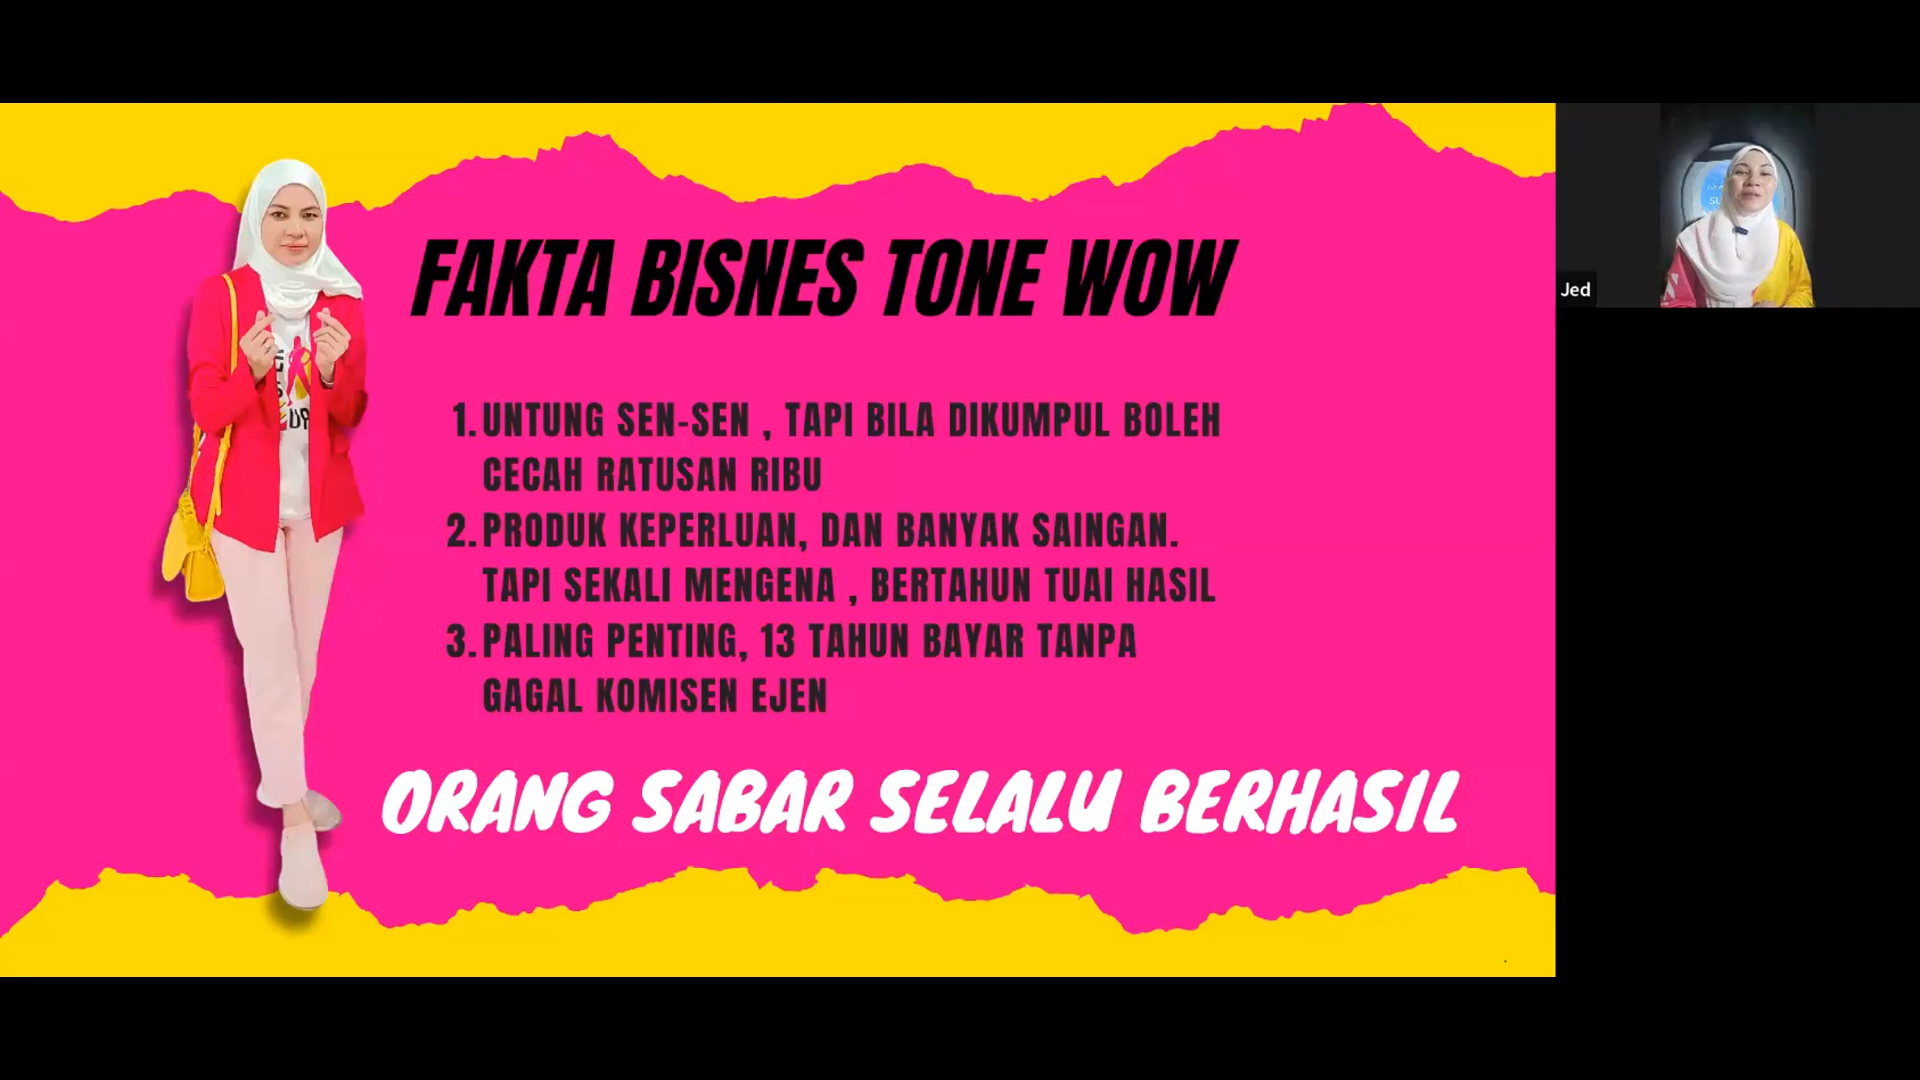 FAKTA BISNES TONE WOW
1. UNTUNG SEN-SEN , TAPI BILA DIKUMPUL BOLEH
CECAH RATUSAN RIBU
2. PRODUK KEPERLUAN, DAN BANYAK SAINGAN.
TAPI SEKALI MENGENA , BERTAHUN TUAI HASIL
3. PALING PENTING, 13 TAHUN BAYAR TANPA
GAGAL KOMISEN EJEN
ORANG SABAR SELALU BERHASIL
Jed